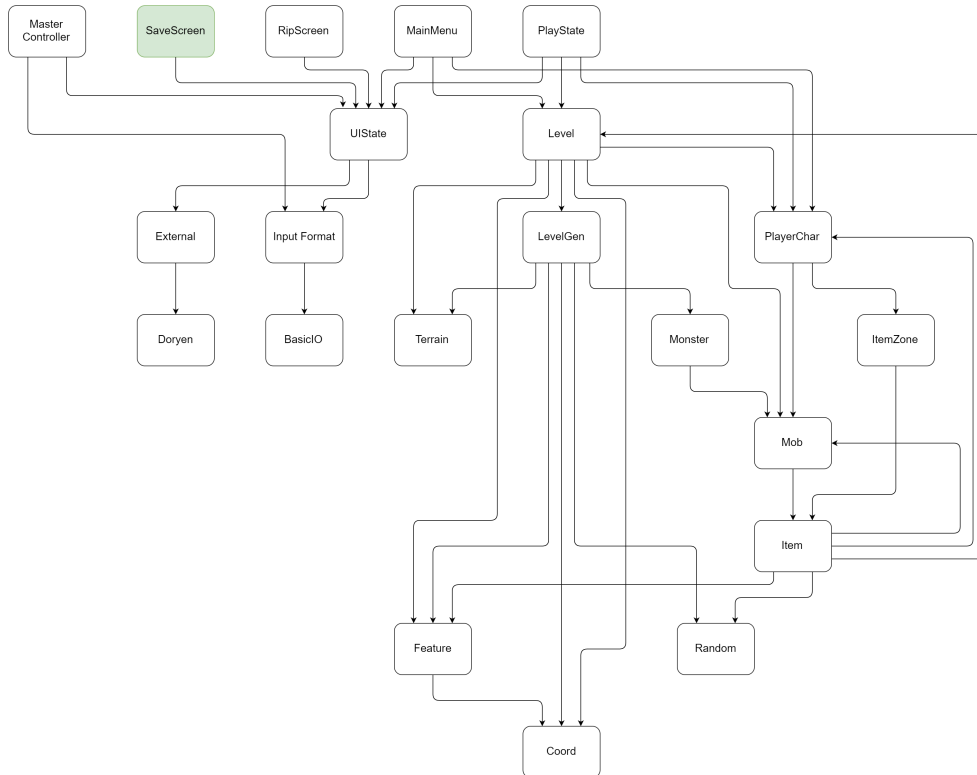 Master
Controller
SaveScreen
RipScreen
MainMenu
PlayState
UIState
Level
External
Input Format
LevelGen
PlayerChar
Doryen
BasicIO
Terrain
Monster
ItemZone
Mob
Item
Feature
Random
Coord